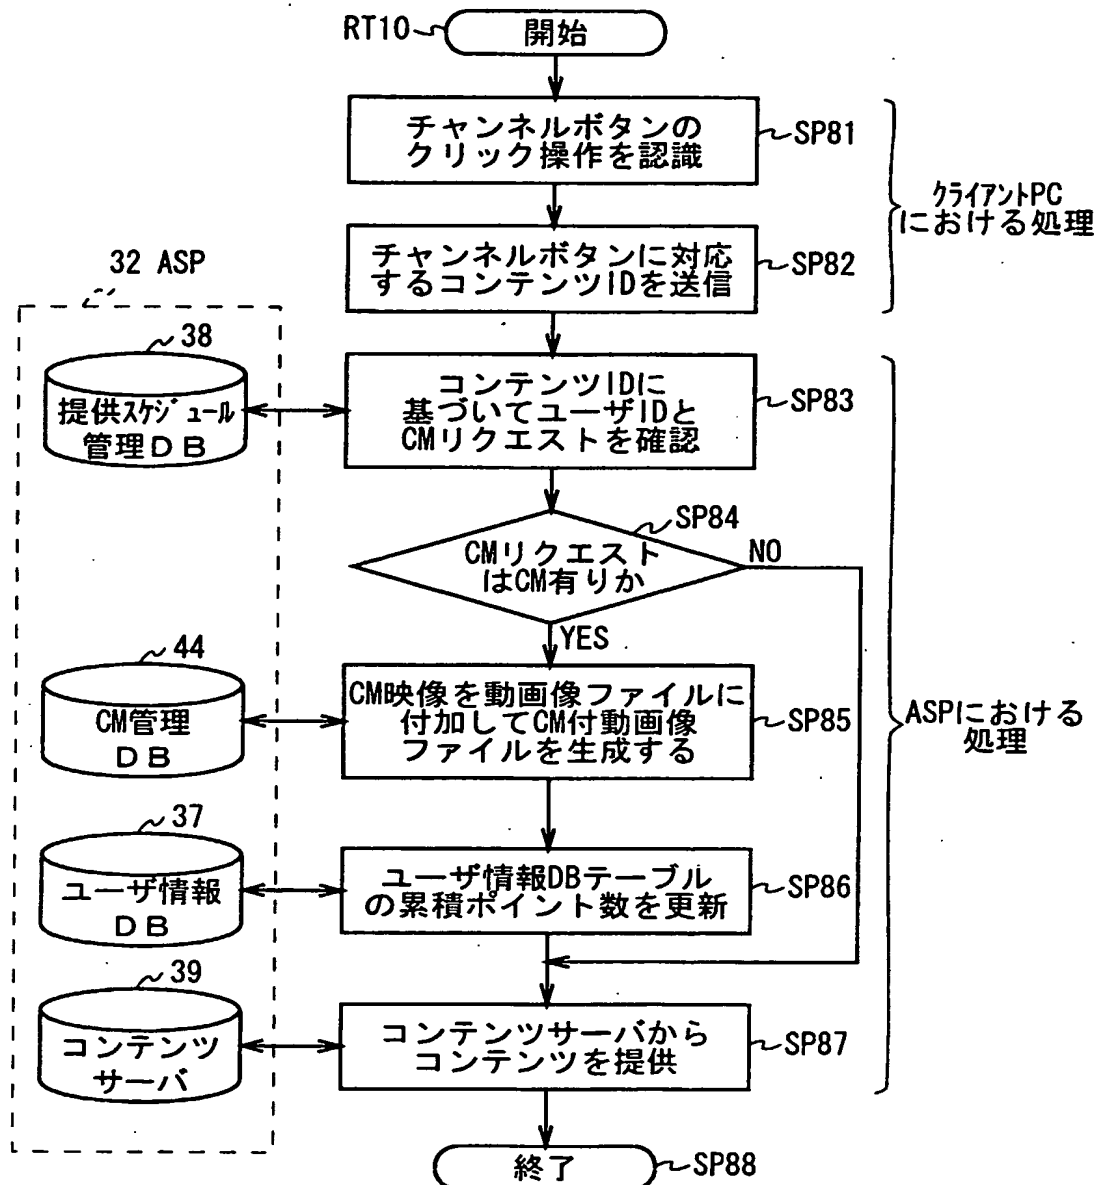 RT10
開始
チャンネルボタンの
クリック操作を認識
SP81
クライアントPC
における処理
チャンネルボタンに対応
するコンテンツIDを送信
SP82
32 ASP
38
提供スケジュール
管理DB
コンテンツIDに
基づいてユーザIDと
CMリクエストを確認
SP83
SP84
CMリクエスト
はCM有りか
NO
YES
44
CM管理
DB
CM映像を動画像ファイルに
付加してCM付動画像
ファイルを生成する
SP85
ASPにおける
処理
37
ユーザ情報
DB
ユーザ情報DBテーブル
の累積ポイント数を更新
SP86
39
コンテンツ
サーバ
コンテンツサーバから
コンテンツを提供
SP87
終了
SP88